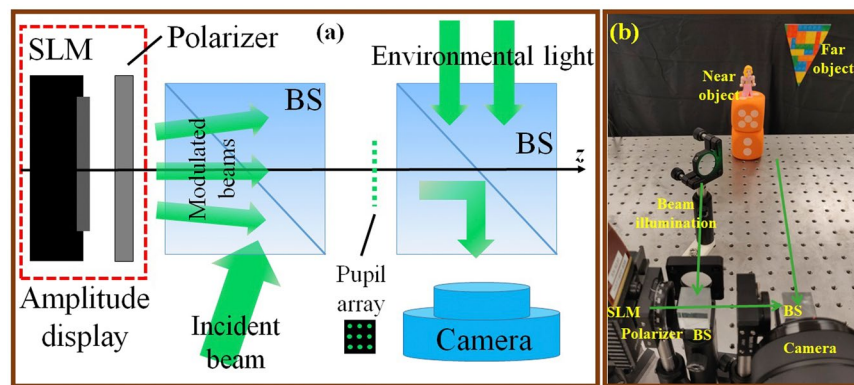 SLM
Polarizer
(a)
Environmental light
BS
BS
Modulated
beams
z
Pupil
array
Amplitude
display
Incident
beam
Camera
(b)
Far
object
Near
object
Beam
illumination
SLM
Polarizer
BS
BS
Camera